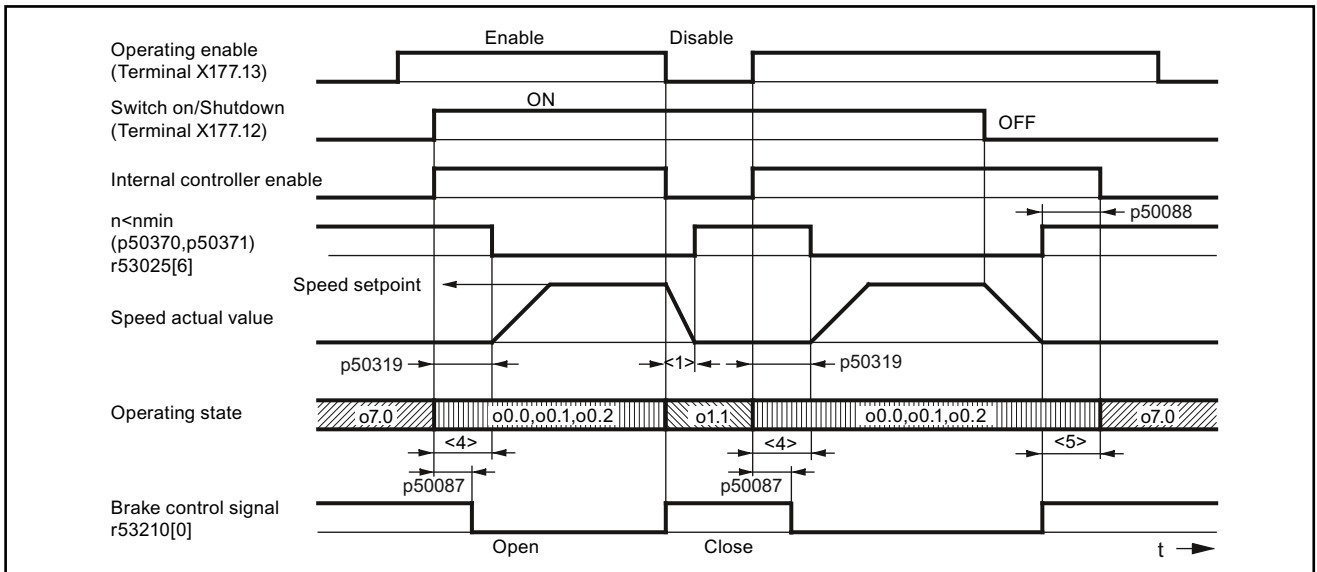 Operating enable
(Terminal X177.13)
Enable
Disable
Switch on/Shutdown
(Terminal X177.12)
ON
OFF
Internal controller enable
n<nmin
(p50370,p50371)
r53025[6]
p50088
Speed setpoint
Speed actual value
p50319
<1>
p50319
Operating state
o7.0
o0.0,o0.1,o0.2
o1.1
o0.0,o0.1,o0.2
o7.0
<4>
<4>
<5>
p50087
p50087
Brake control signal
r53210[0]
Open
Close
t